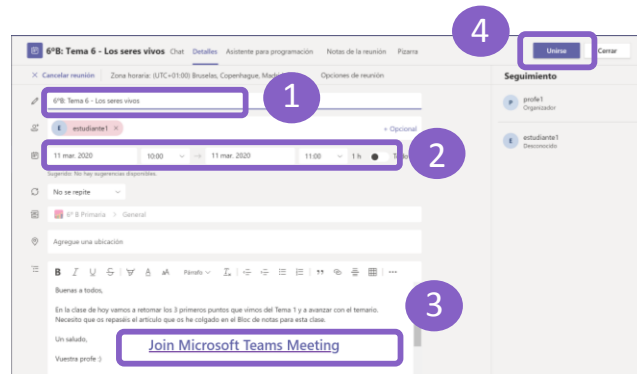 4
6ºB: Tema 6 - Los seres vivos Chat Detalles Asistente para programación Notas de la reunión Pizarra
Unirse Cerrar
× Cancelar reunión Zona horaria: (UTC+01:00) Bruselas, Copenhague, Opciones de reunión
Seguimiento
6ºB: Tema 6 - Los seres vivos
1
P profe1
Organizador
E estudiante1 ×
+ Opcional
E estudiante1
Desconocido
11 mar. 2020 10:00 → 11 mar. 2020 11:00 1 h
2
Sugerido: No hay sugerencias disponibles.
No se repite
6º B Primaria > General
Agregue una ubicación
B I U S A A aA Párrafo
Buenas a todos,
3
En la clase de hoy vamos a retomar los 3 primeros puntos que vimos del Tema 1 y a avanzar con el temario.
Necesito que os repaséis el artículo que os he colgado en el Bloc de notas para esta clase.
Un saludo,
Join Microsoft Teams Meeting
Vuestra profe :)